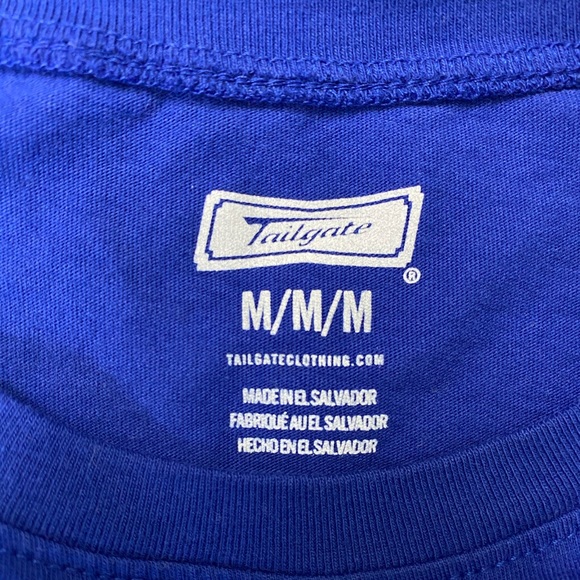 Tailgate
®
M/M/M
TAILGATECLOTHING.COM
MADE IN EL SALVADOR
FABRIQUÉ AU EL SALVADOR
HECHO EN EL SALVADOR